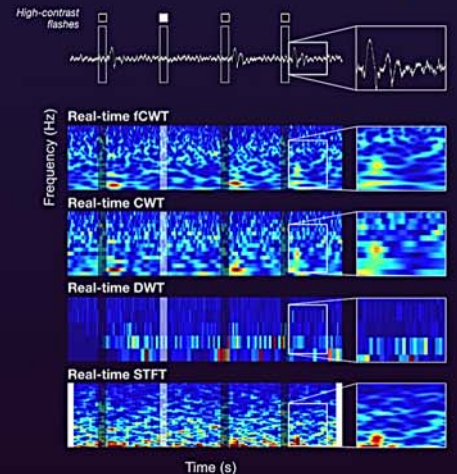 High-contrast
flashes
Frequency (Hz)
Real-time fCWT
Real-time CWT
Real-time DWT
Real-time STFT
Time (s)